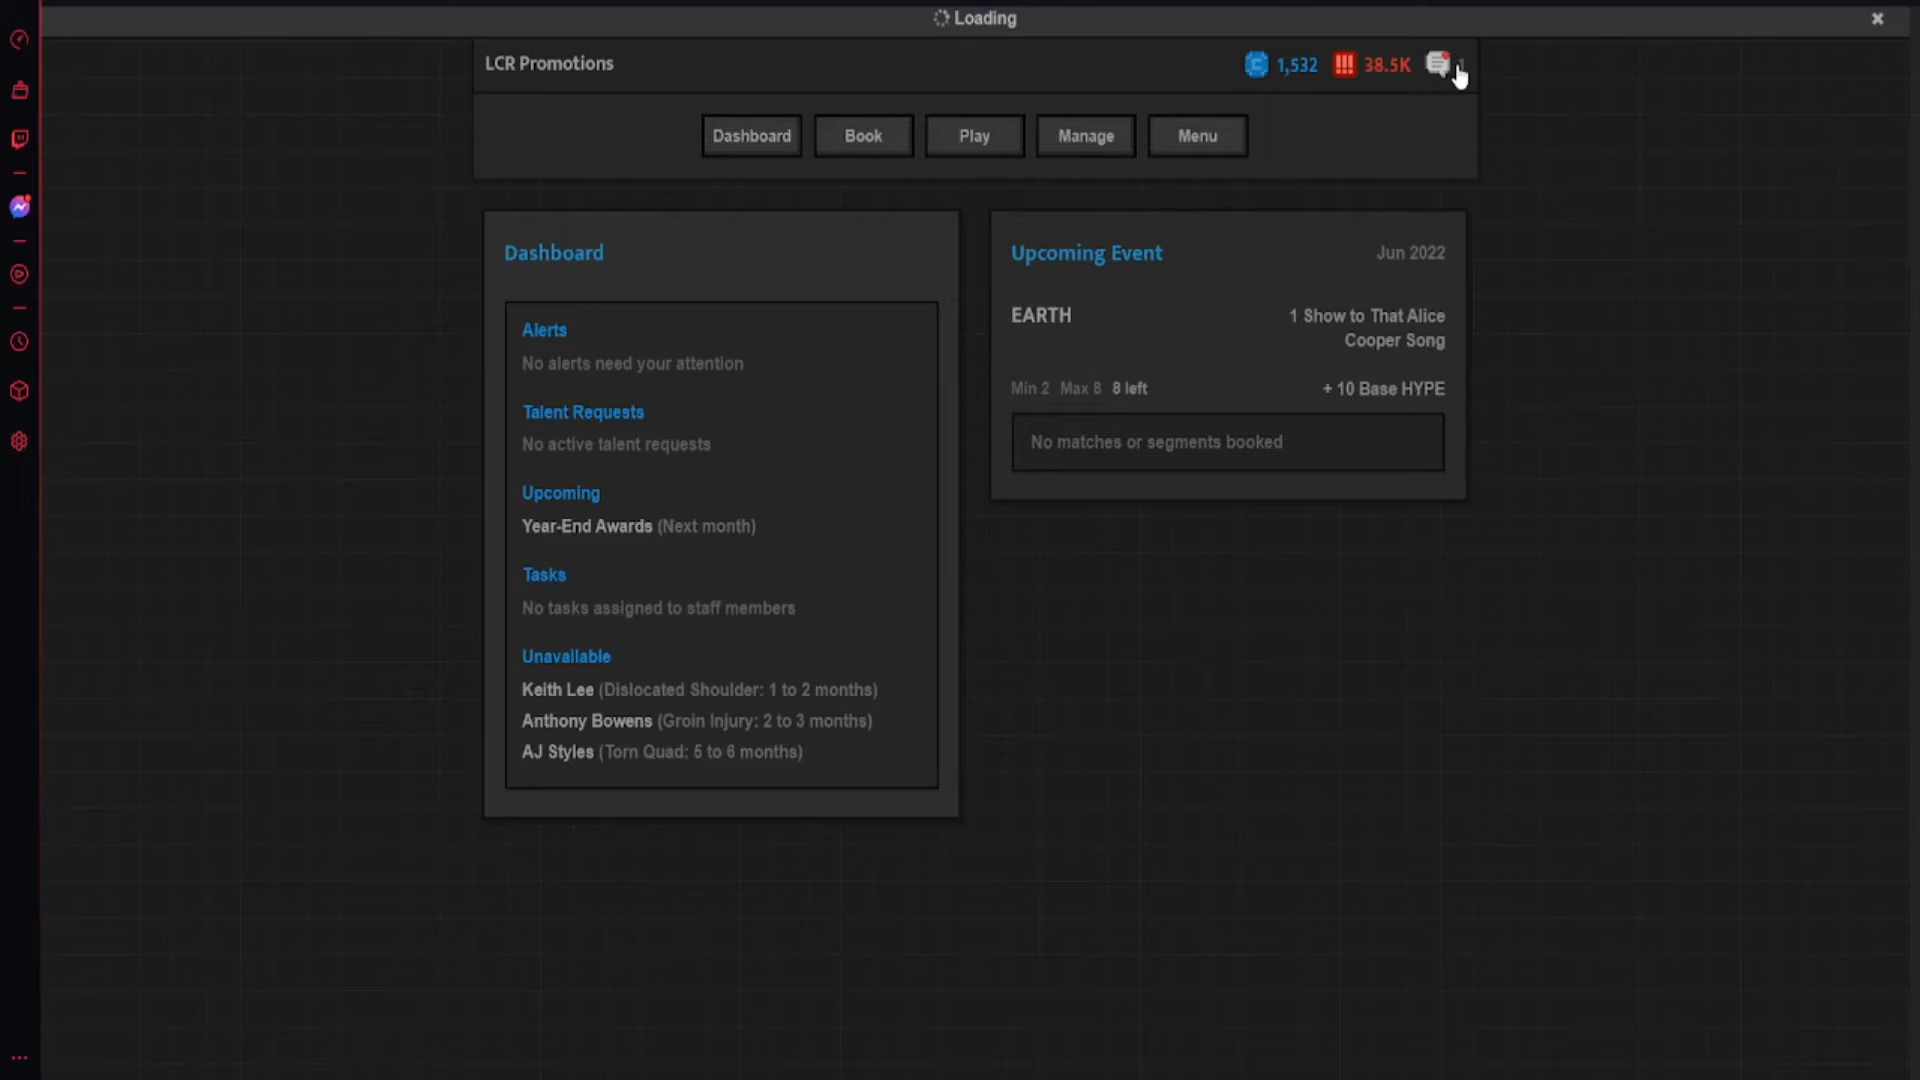 Loading
LCR Promotions
1,532
38.5K
1
Dashboard
Book
Play
Manage
Menu
Dashboard
Alerts
No alerts need your attention
Talent Requests
No active talent requests
Upcoming
Year-End Awards (Next month)
Tasks
No tasks assigned to staff members
Unavailable
Keith Lee (Dislocated Shoulder: 1 to 2 months)
Anthony Bowens (Groin Injury: 2 to 3 months)
AJ Styles (Torn Quad: 5 to 6 months)
Upcoming Event
Jun 2022
EARTH
1 Show to That Alice
Cooper Song
Min 2 Max 8 8 left
+ 10 Base HYPE
No matches or segments booked